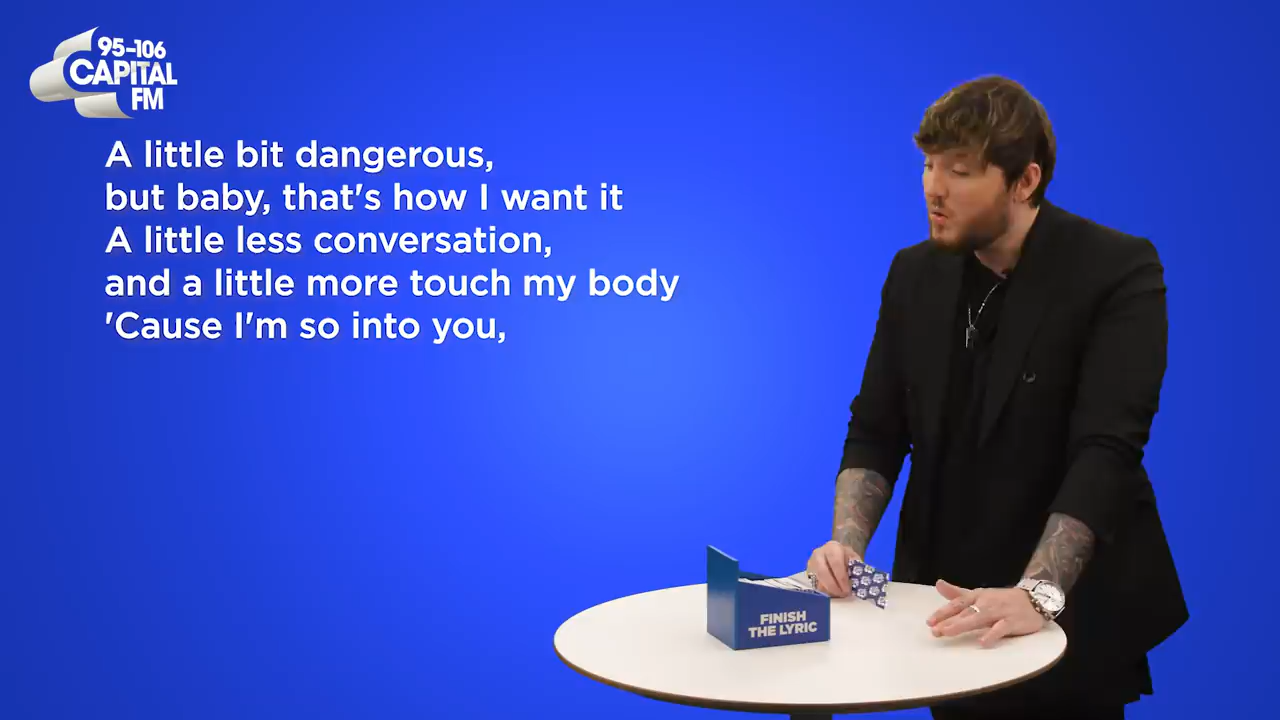 95-106
CAPITAL
FM
A little bit dangerous,
but baby, that's how I want it
A little less conversation,
and a little more touch my body
'Cause I'm so into you,
FINISH
THE LYRIC